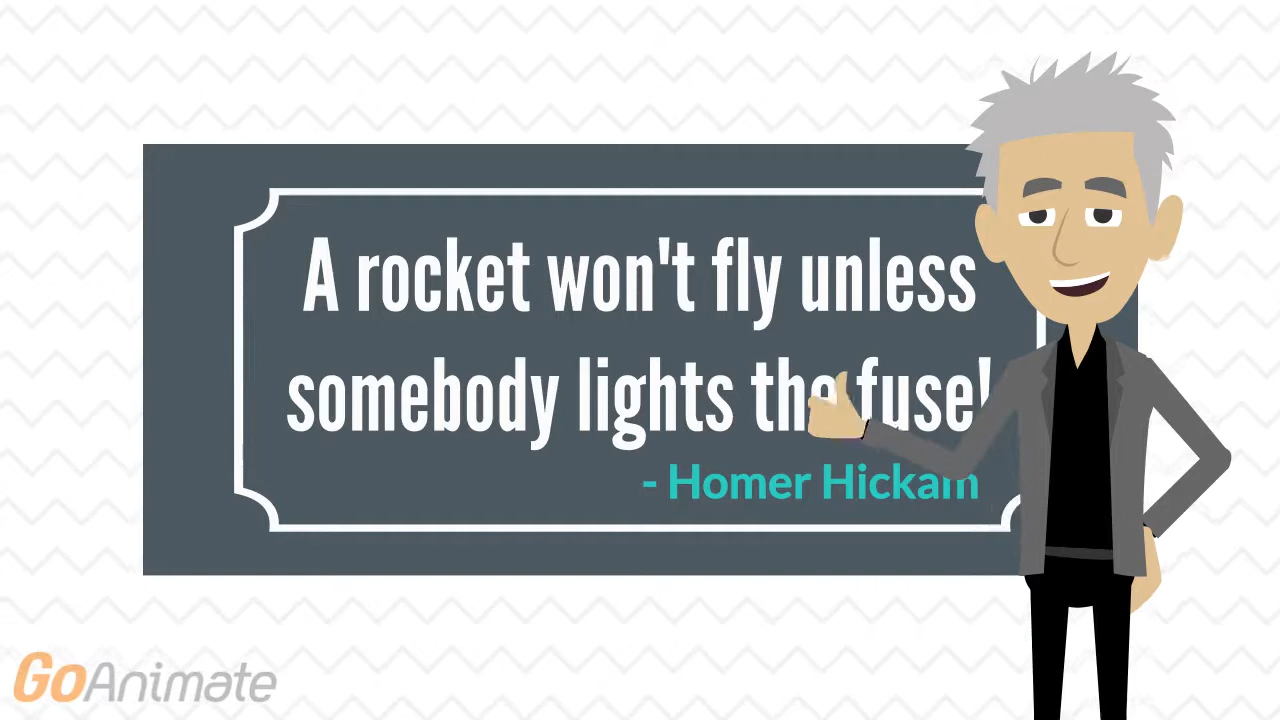 A rocket won't fly unless
somebody lights the fuse!
- Homer Hickam
GoAnimate